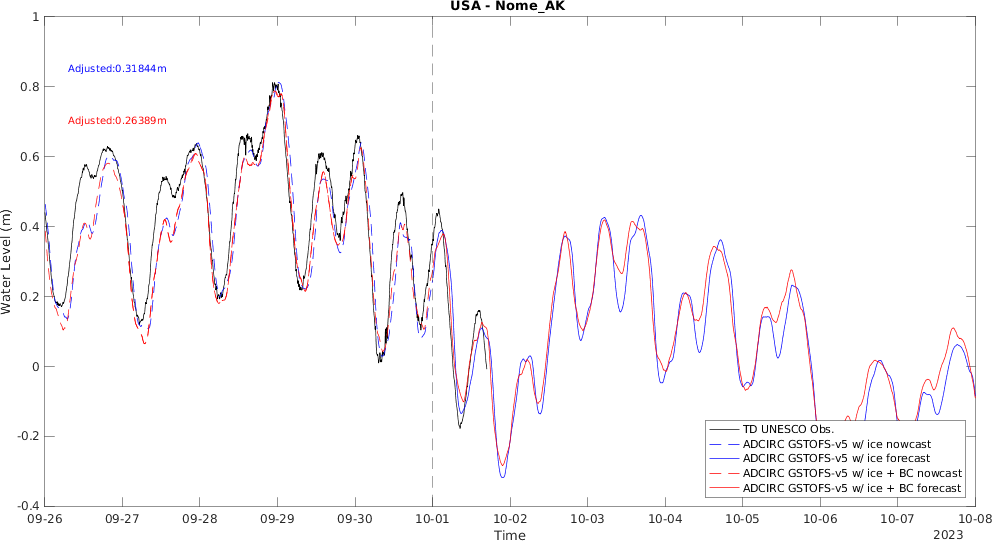 USA - Nome_AK
1
0.8
0.6
0.4
0.2
0
-0.2
-0.4
Water Level (m)
Adjusted:0.31844m
Adjusted:0.26389m
TD UNESCO Obs.
ADCIRC GSTOFS-v5 w/ ice nowcast
ADCIRC GSTOFS-v5 w/ ice forecast
ADCIRC GSTOFS-v5 w/ ice + BC nowcast
ADCIRC GSTOFS-v5 w/ ice + BC forecast
09-26 09-27 09-28 09-29 09-30 10-01 10-02 10-03 10-04 10-05 10-06 10-07 10-08
Time
2023